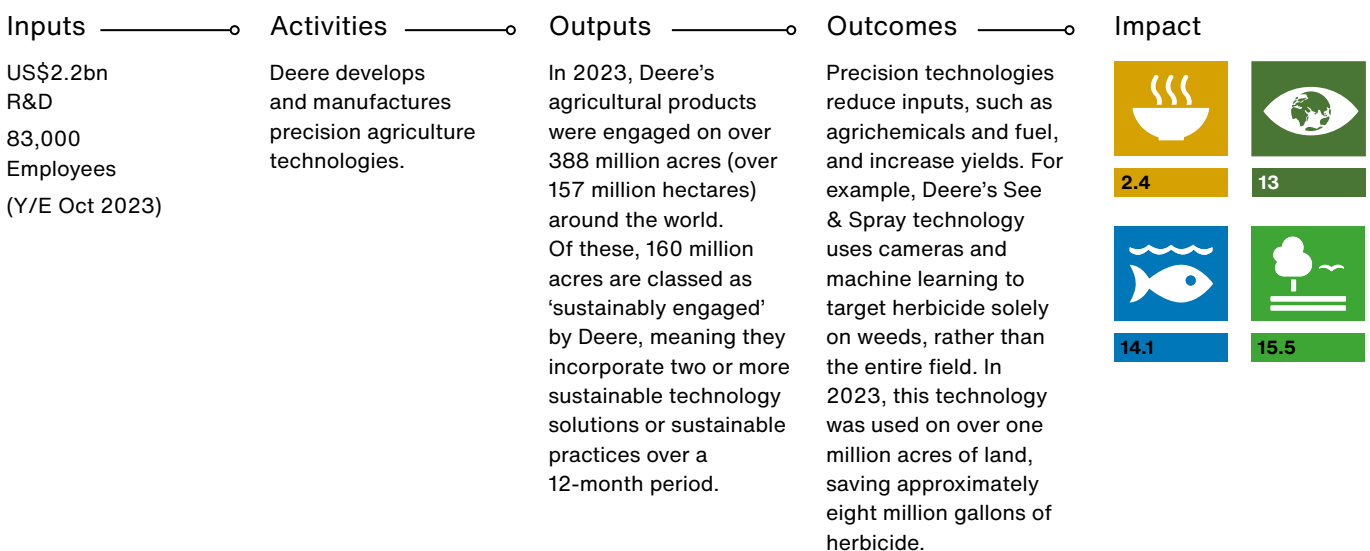 Inputs
US$2.2bn
R&D
83,000
Employees
(Y/E Oct 2023)
Activities
Deere develops
and manufactures
precision agriculture
technologies.
Outputs
In 2023, Deere's
agricultural products
were engaged on over
388 million acres (over
157 million hectares)
around the world.
Of these, 160 million
acres are classed as
‘sustainably engaged’
by Deere, meaning they
incorporate two or more
sustainable technology
solutions or sustainable
practices over a
12-month period.
Outcomes
Precision technologies
reduce inputs, such as
agrichemicals and fuel,
and increase yields. For
example, Deere's See
& Spray technology
uses cameras and
machine learning to
target herbicide solely
on weeds, rather than
the entire field. In
2023, this technology
was used on over one
million acres of land,
saving approximately
eight million gallons of
herbicide.
Impact
2.4
13
14.1
15.5